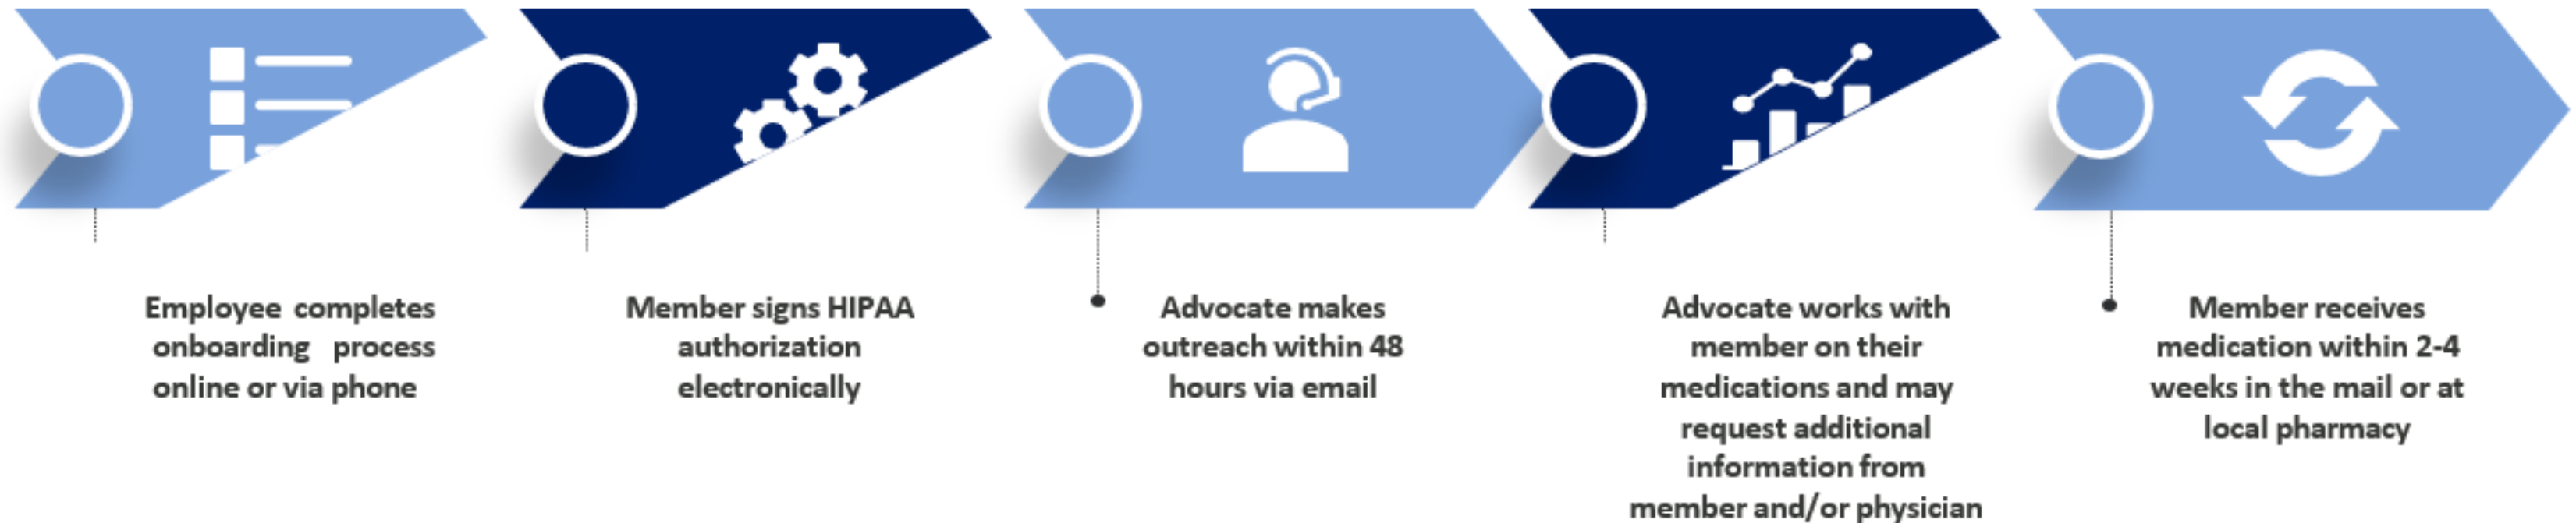 Employee completes
onboarding process
online or via phone
Member signs HIPAA
authorization
electronically
Advocate makes
outreach within 48
hours via email
Advocate works with
member on their
medications and may
request additional
information from
member and/or physician
Member receives
medication within 2-4
weeks in the mail or at
local pharmacy